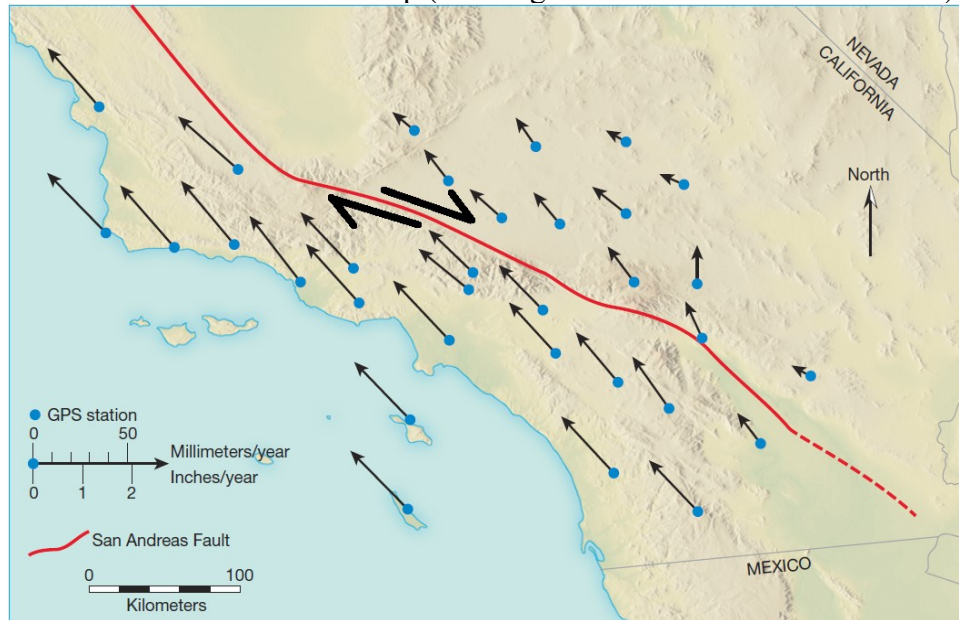 NEVADA
CALIFORNIA
North
GPS station
0 50
Millimeters/year
Inches/year
0 1 2
San Andreas Fault
0 100
Kilometers
MEXICO